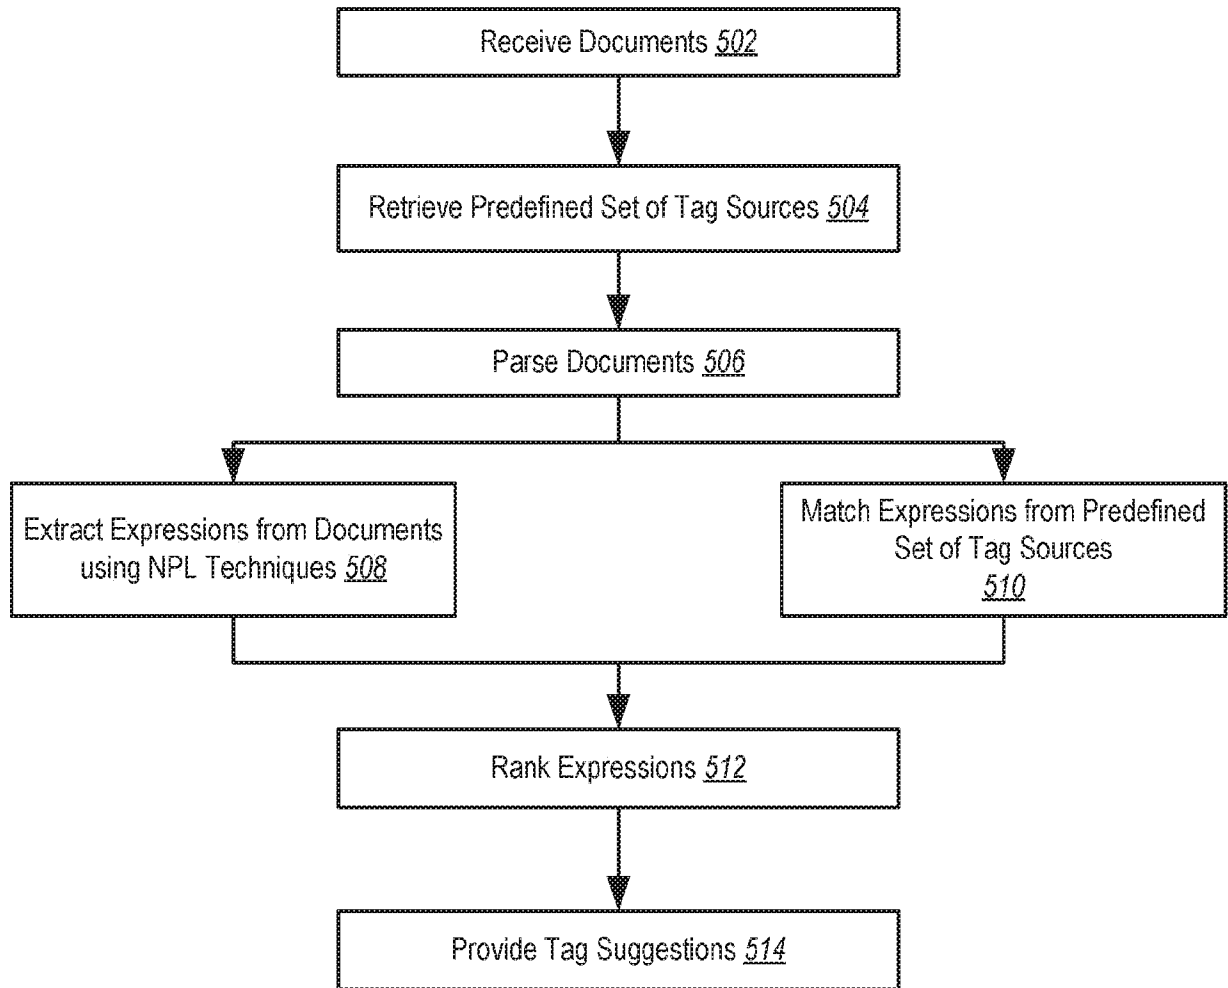 Receive Documents 502
Retrieve Predefined Set of Tag Sources 504
Parse Documents 506
Extract Expressions from Documents
using NPL Techniques 508
Match Expressions from Predefined
Set of Tag Sources
510
Rank Expressions 512
Provide Tag Suggestions 514